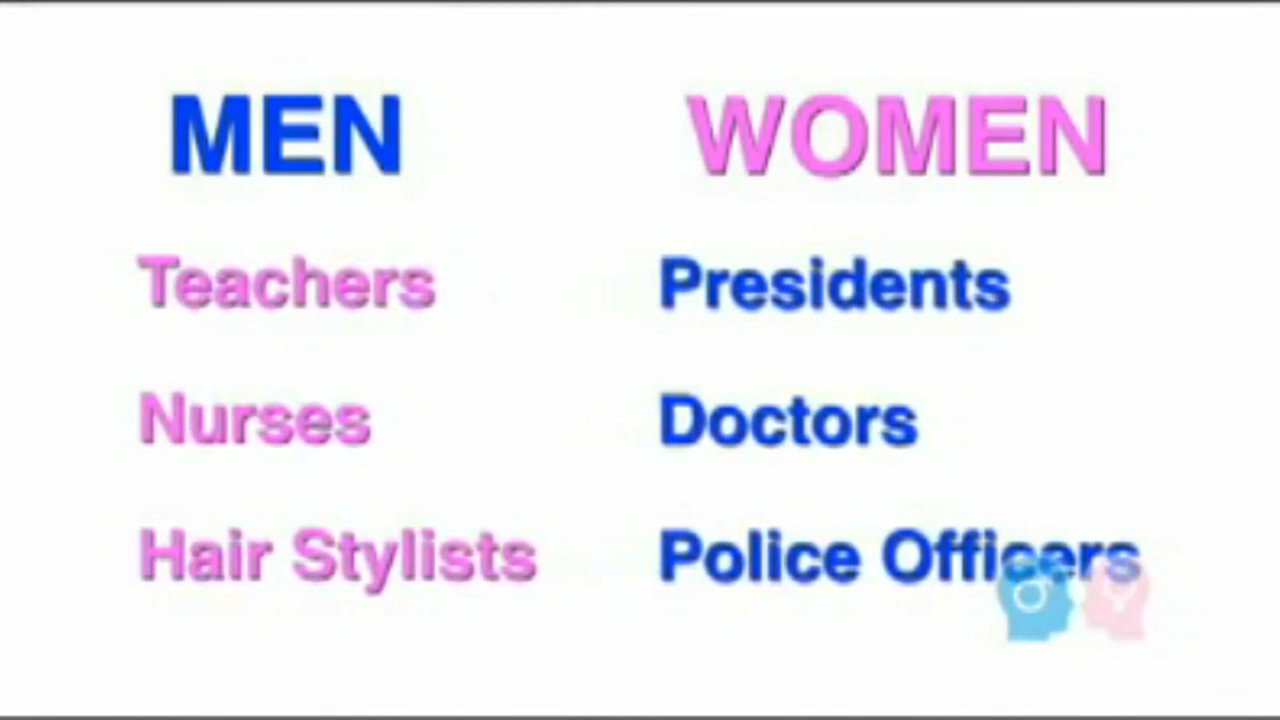 MEN WOMEN
Teachers Presidents
Nurses Doctors
Hair Stylists Police Officers